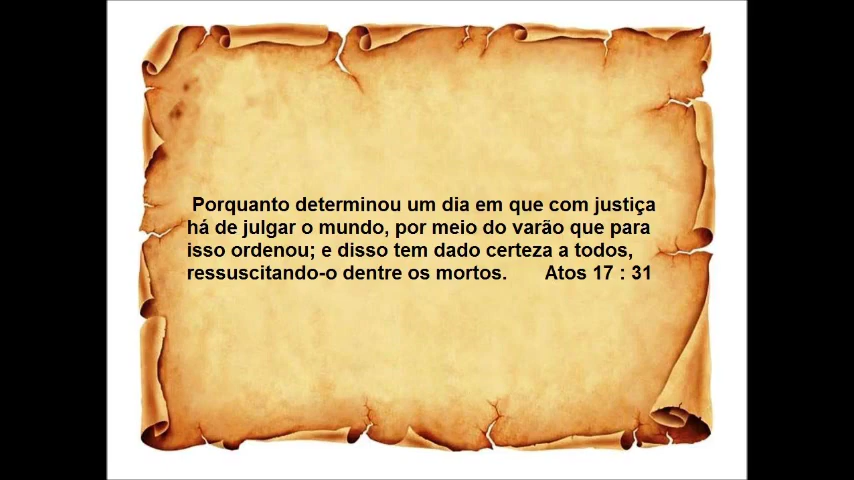 Porquanto determinou um dia em que com justiça
há de julgar o mundo, por meio do varão que para
isso ordenou; e disso tem dado certeza a todos,
ressuscitando-o dentre os mortos. Atos 17 : 31